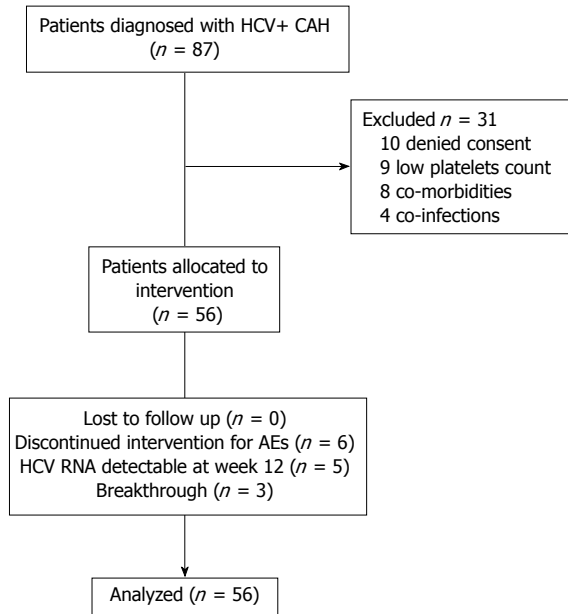 Patients diagnosed with HCV+ CAH
(n = 87)
Excluded n = 31
10 denied consent
9 low platelets count
8 co-morbidities
4 co-infections
Patients allocated to
intervention
(n = 56)
Lost to follow up (n = 0)
Discontinued intervention for AEs (n = 6)
HCV RNA detectable at week 12 (n = 5)
Breakthrough (n = 3)
Analyzed (n = 56)